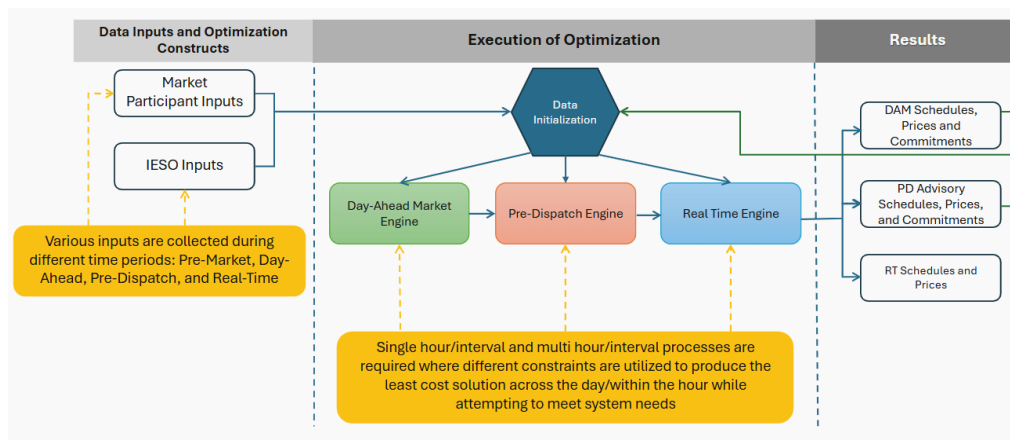 Data Inputs and Optimization
Constructs
Execution of Optimization
Results
Market
Participant Inputs
IESO Inputs
Various inputs are collected during
different time periods: Pre-Market, Day-
Ahead, Pre-Dispatch, and Real-Time
Data
Initialization
Day-Ahead Market
Engine
Pre-Dispatch Engine
Real Time Engine
Single hour/interval and multi hour/interval processes are
required where different constraints are utilized to produce the
least cost solution across the day/within the hour while
attempting to meet system needs
DAM Schedules,
Prices and
Commitments
PD Advisory
Schedules, Prices,
and Commitments
RT Schedules and
Prices